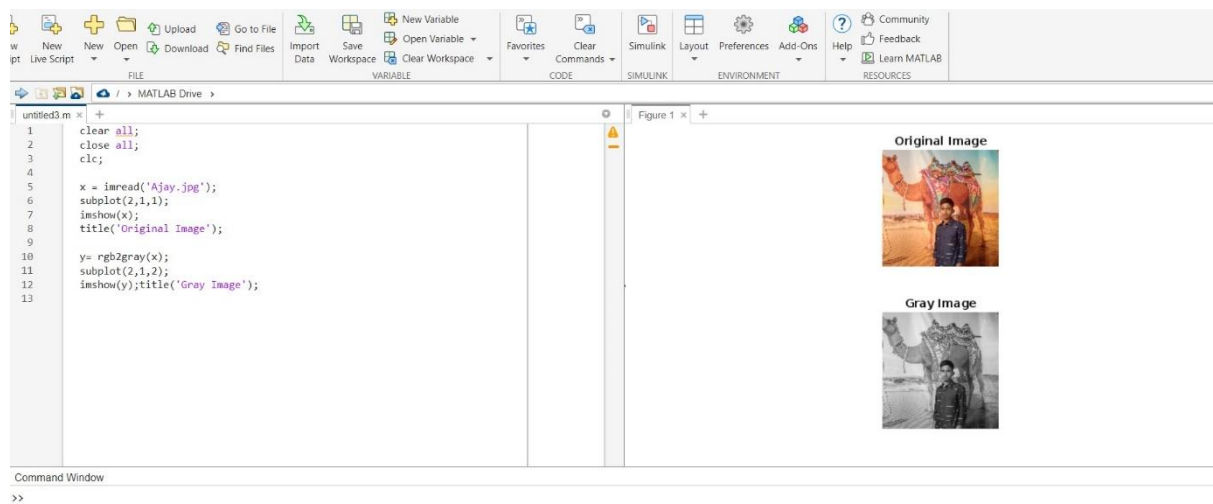 New
Live Script
New
Open
Upload
Download
Go to File
Find Files
FILE
Import
Data
Save
Workspace
New Variable
Open Variable
Clear Workspace
VARIABLE
Favorites
Clear
Commands
CODE
Simulink
SIMULINK
Layout
Preferences
Add-Ons
ENVIRONMENT
Help
Community
Feedback
Learn MATLAB
RESOURCES
/ › MATLAB Drive ›
untitled3.m × +
1 clear all;
2 close all;
3 clc;
4
5 x = imread('Ajay.jpg');
6 subplot(2,1,1);
7 imshow(x);
8 title('Original Image');
9
10 y= rgb2gray(x);
11 subplot(2,1,2);
12 imshow(y);title('Gray Image');
13
Figure 1 × +
Original Image
Gray Image
Command Window
>>